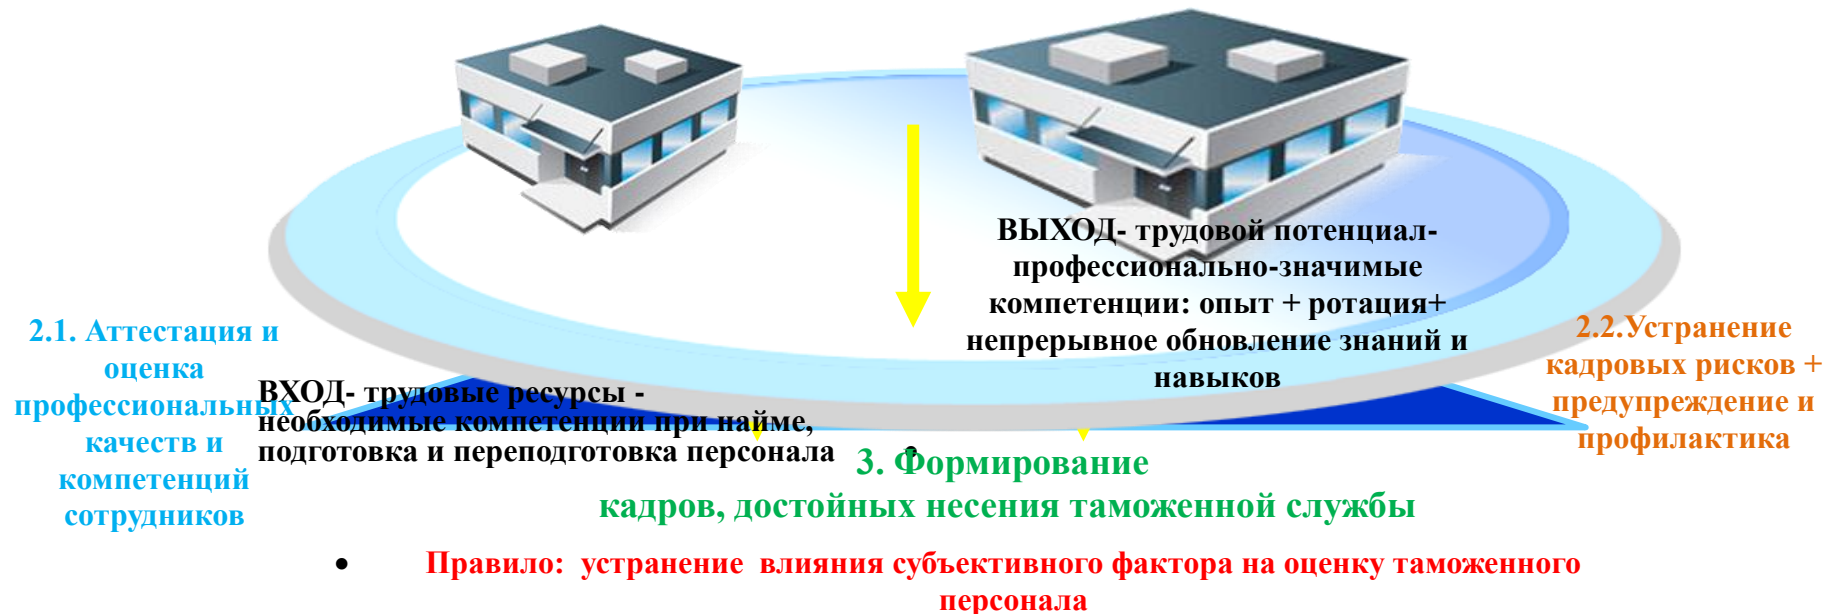 ВЫХОД- трудовой потенциал-
профессионально-значимые
компетенции: опыт + ротация+
непрерывное обновление знаний и
навыков
2.1. Аттестация и
оценка
профессиональных
качеств и
компетенций
сотрудников
ВХОД- трудовые ресурсы -
необходимые компетенции при найме,
подготовка и переподготовка персонала
2.2.Устранение
кадровых рисков +
предупреждение и
профилактика
3. Формирование
кадров, достойных несения таможенной службы
• Правило: устранение влияния субъективного фактора на оценку таможенного
персонала